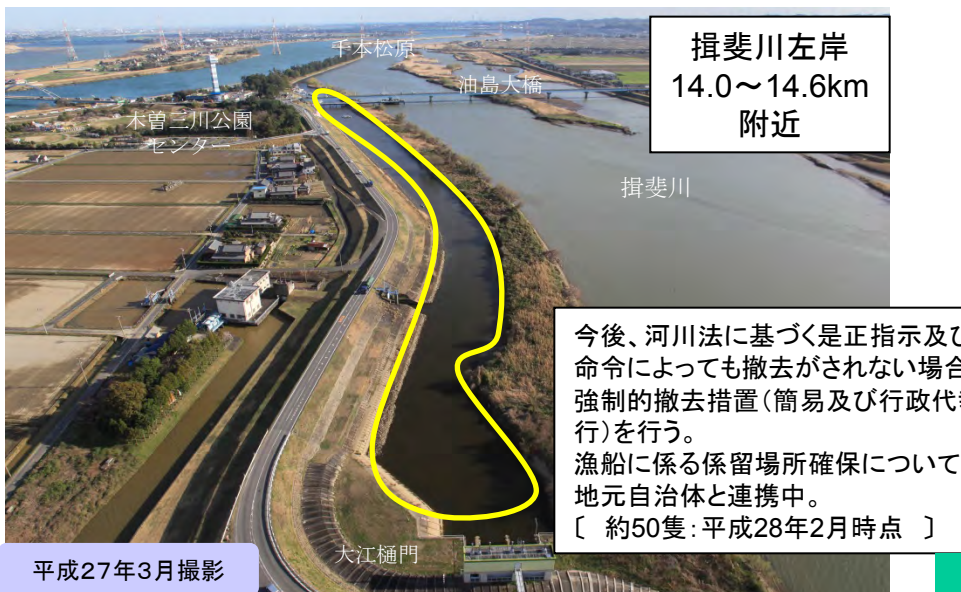 揖斐川左岸
14.0～14.6km
附近
千本松原
油島大橋
木曽三川公園
センター
揖斐川
今後、河川法に基づく是正指示及び
命令によっても撤去がされない場合
強制的撤去措置(簡易及び行政代執
行)を行う。
漁船に係る係留場所確保について
地元自治体と連携中。
〔 約50隻:平成28年2月時点 〕
大江樋門
平成27年3月撮影